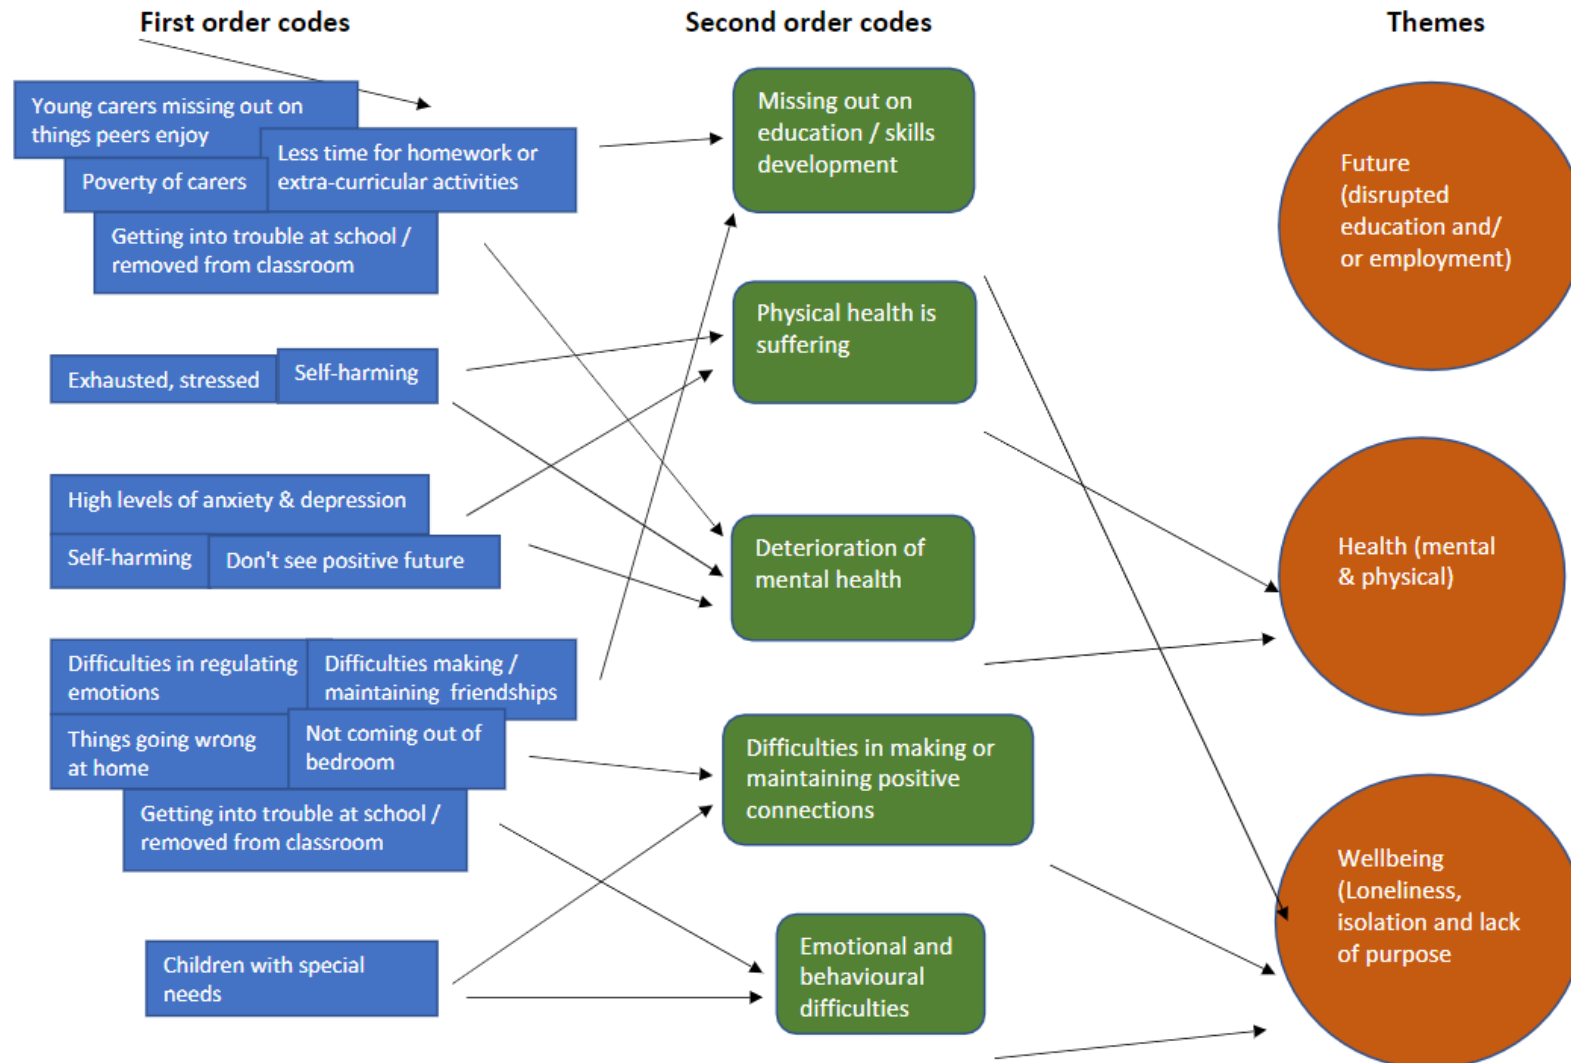 First order codes
Second order codes
Themes
Young carers missing out on
things peers enjoy
Less time for homework or
extra-curricular activities
Poverty of carers
Getting into trouble at school /
removed from classroom
Exhausted, stressed
Self-harming
High levels of anxiety & depression
Self-harming
Don't see positive future
Difficulties in regulating
emotions
Difficulties making /
maintaining friendships
Things going wrong
at home
Not coming out of
bedroom
Getting into trouble at school /
removed from classroom
Children with special
needs
Missing out on
education / skills
development
Physical health is
suffering
Deterioration of
mental health
Difficulties in making or
maintaining positive
connections
Emotional and
behavioural
difficulties
Future
(disrupted
education and/
or employment)
Health (mental
& physical)
Wellbeing
(Loneliness,
isolation and lack
of purpose